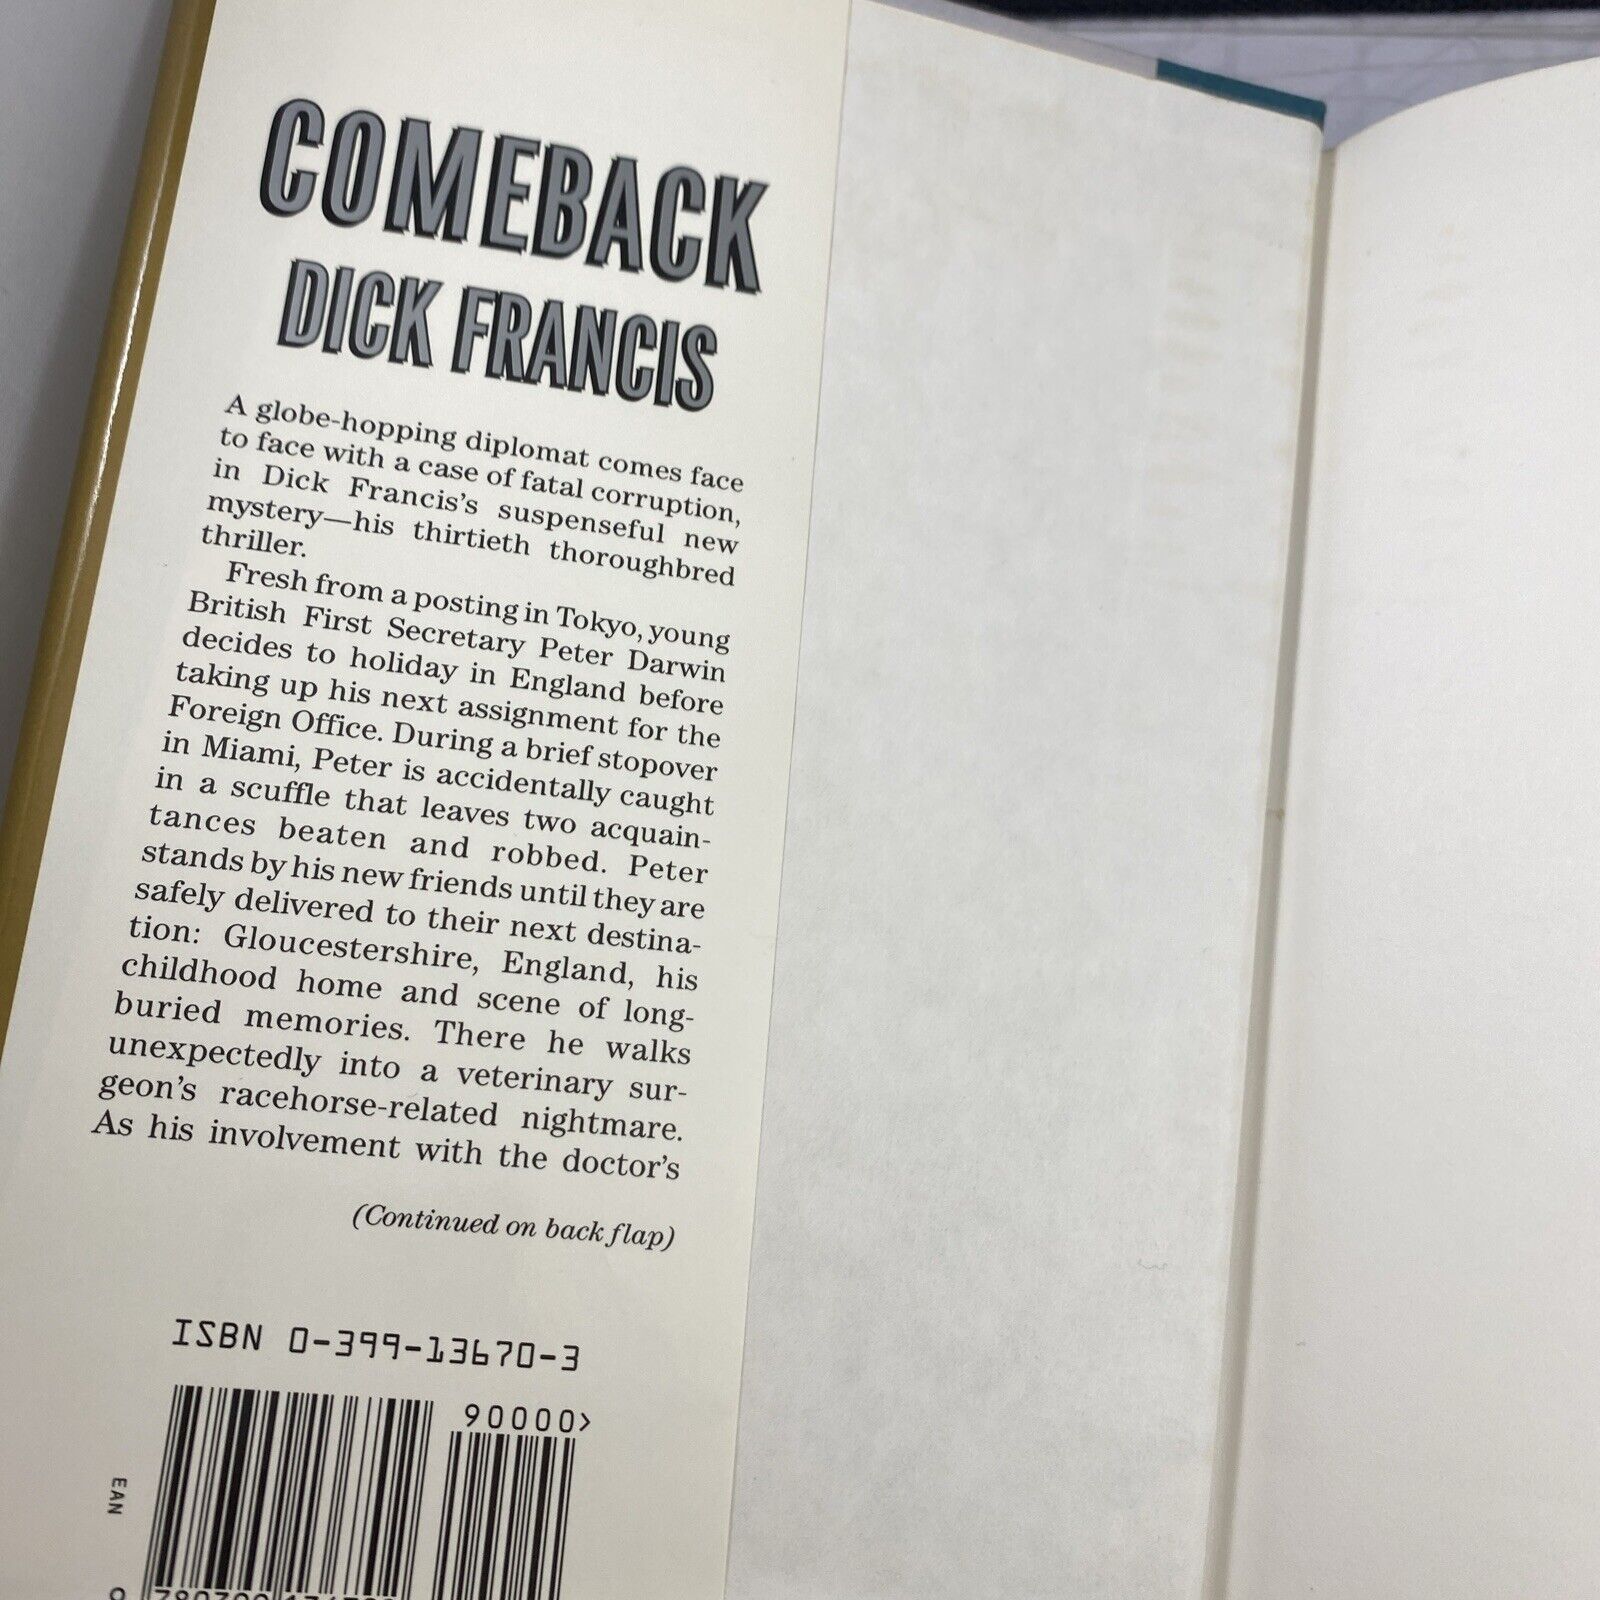 COMEBACK
DICK FRANCIS
A globe-hopping diplomat comes face
to face with a case of fatal corruption,
in Dick Francis's suspenseful new
mystery—his thirtieth thoroughbred
thriller.
Fresh from a posting in Tokyo, young
British First Secretary Peter Darwin
decides to holiday in England before
taking up his next assignment for the
Foreign Office. During a brief stopover
in Miami, Peter is accidentally caught
in a scuffle that leaves two acquain-
tances beaten and robbed. Peter
stands by his new friends until they are
safely delivered to their next destina-
tion: Gloucestershire, England, his
childhood home and scene of long-
buried memories. There he walks
unexpectedly into a veterinary sur-
geon's racehorse-related nightmare.
As his involvement with the doctor's
(Continued on back flap)
ISBN 0-399-13670-3
90000>
EAN